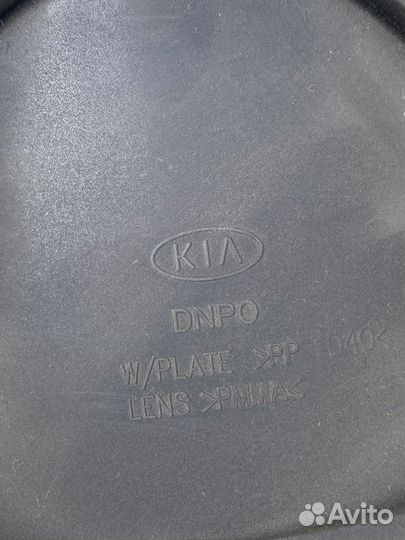 KIA
DNPO
W/PLATE >PP TD40<
LENS >PMMA<
Avito